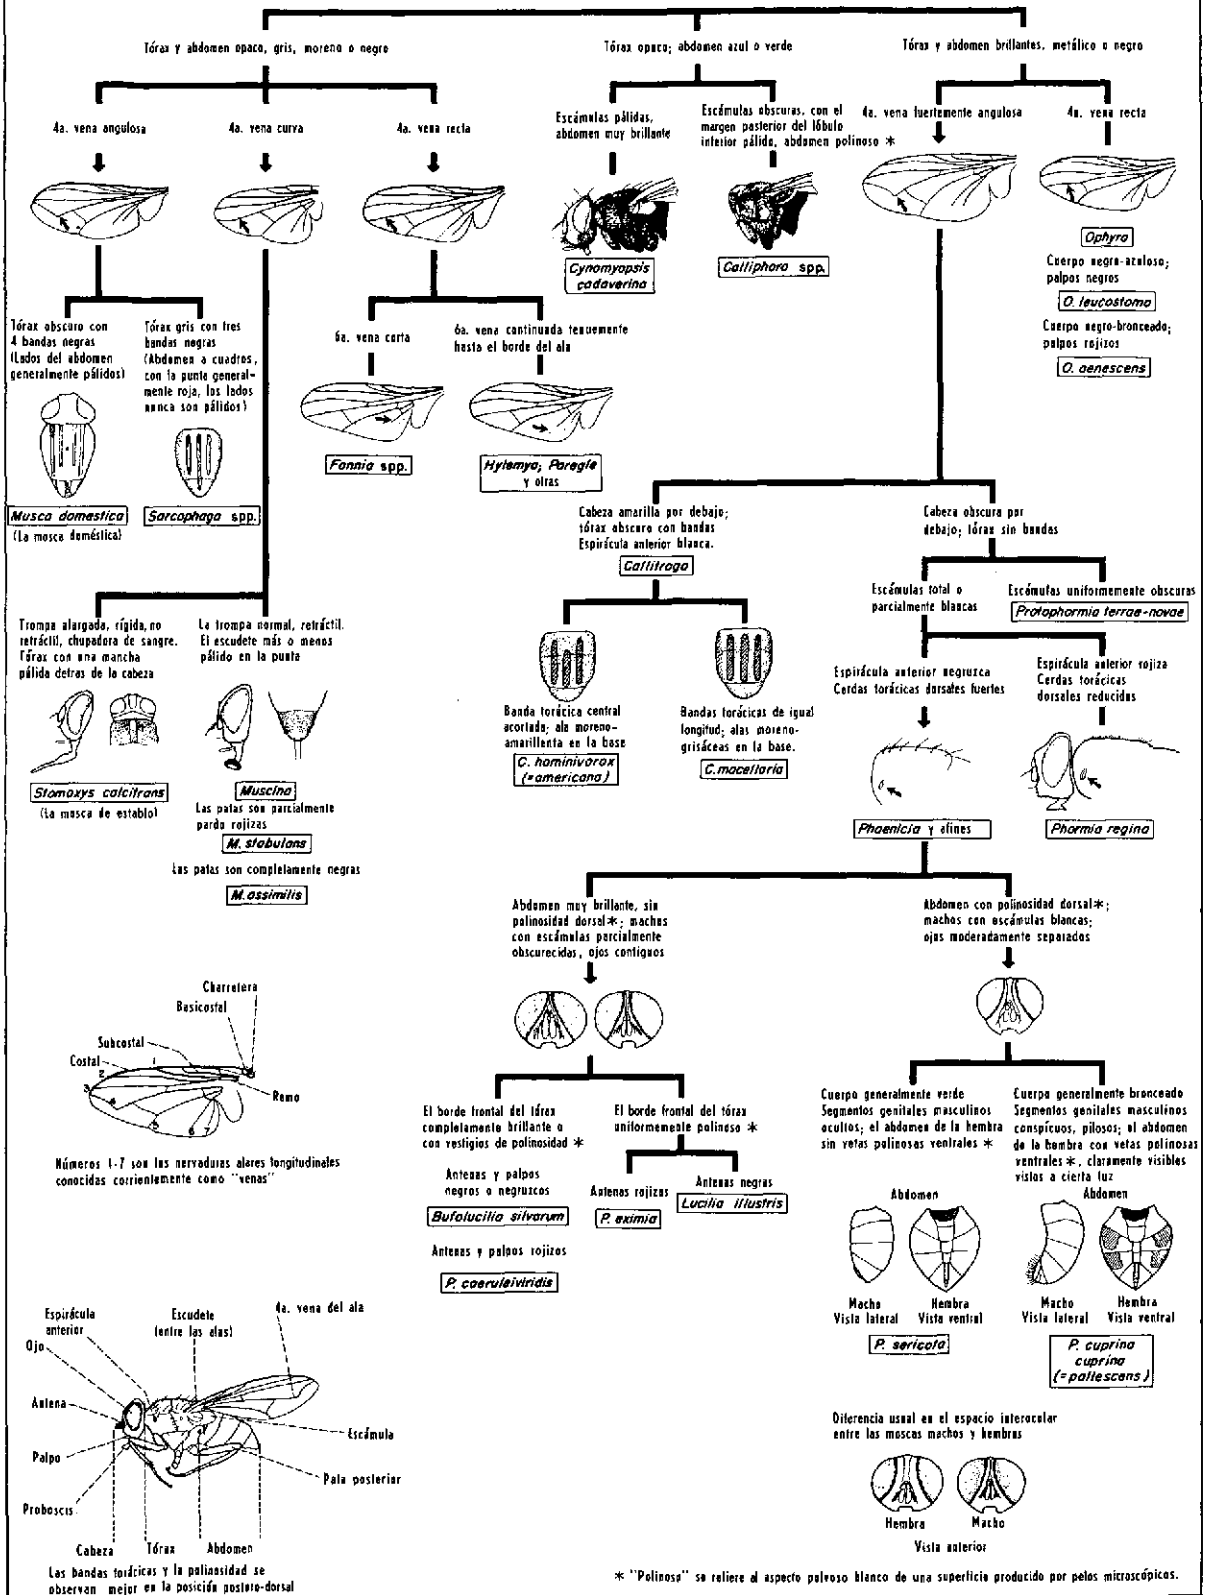 Tórax y abdomen opaco, gris, moreno o negro
Tórax opaco; abdomen azul o verde
Tórax y abdomen brillantes, metálico o negro
4a. vena angulosa
4a. vena curva
4a. vena recta
Escámulas pálidas,
abdomen muy brillante
Escámulas obscuras, con el
margen pasterior del lóbulo
inferior pálido, abdomen polinoso *
4a. vena fuertemente angulosa
4a. vena recta
Cynomyopsis
cadaverina
Calliphora spp.
Ophyra
Cuerpo negro-azuloso;
palpos negros
O. leucostoma
Cuerpo negro-bronceado;
palpos rojizos
O. aenescens
Tórax obscuro con
4 bandas negras
(Lados del abdomen
generalmente pálidos)
Tórax gris con tres
bandas negras
(Abdomen a cuadros,
con la punta general-
mente roja, los lados
nunca son pálidos)
6a. vena corta
6a. vena continuada tenuemente
hasta el borde del ala
Fannia spp.
Hylemya; Paregle
y otras
Musca domestica
(La mosca doméstica)
Sarcophaga spp.
Cabeza amarilla por debajo;
tórax obscuro con bandas
Espirácula anterior blanca.
Callitroga
Cabeza obscura por
debajo; tórax sin bandas
Escámulas total o
parcialmente blancas
Escámulas uniformemente obscuras
Protophormia terrae-novae
Trompa alargada, rígida, no
retráctil, chupadora de sangre.
Tórax con una mancha
pálida detras de la cabeza
La trompa normal, retráctil.
El escudete más o menos
pálido en la punta
Stomoxys calcitrans
(La mosca de establo)
Muscina
Las patas son parcialmente
pardo rojizas
M. stabulans
Las patas son completamente negras
M. assimilis
Banda torácica central
acortada; ala moreno-
amarillenta en la base
C. hominivorax
(=americana)
Bandas torácicas de igual
longitud; alas moreno-
grisáceas en la base.
C. macellaria
Espirácula anterior negruzca
Cerdas torácicas dorsales fuertes
Espirácula anterior rojiza
Cerdas torácicas
dorsales reducidas
Phaenicia y afines
Phormia regina
Abdomen muy brillante, sin
polinosidad dorsal*; machos
con escámulas parcialmente
obscurecidas, ojos contiguos
Abdomen con polinosidad dorsal*;
machos con escámulas blancas;
ojos moderadamente separados
Charretera
Basicostal
Subcostal
Costal
1
2
3
4
5
6
7
Remo
Números 1-7 son las nervaduras alares longitudinales
conocidas corrientemente como "venas"
El borde frontal del tórax
completamente brillante o
con vestigios de polinosidad *
El borde frontal del tórax
uniformemente polinoso *
Antenas y palpos
negros o negruzcos
Bufolucilia silvarum
Antenas y palpos rojizos
P. coeruleiviridis
Antenas rojizas
P. eximia
Antenas negras
Lucilia illustris
Cuerpo generalmente verde
Segmentos genitales masculinos
ocultos; el abdomen de la hembra
sin vetas polinosas ventrales *
Cuerpo generalmente bronceado
Segmentos genitales masculinos
conspicuos, pilosos; el abdomen
de la hembra con vetas polinosas
ventrales*, claramente visibles
vistos a cierta luz
Abdomen
Macho
Vista lateral
Hembra
Vista ventral
P. sericata
Abdomen
Macho
Vista lateral
Hembra
Vista ventral
P. cuprina
cuprina
(=pallescens)
Espirácula
anterior
Escudete
(entre las alas)
4a. vena del ala
Ojo
Antena
Palpo
Proboscis
Escámula
Pata posterior
Cabeza
Tórax
Abdomen
Las bandas torácicas y la polinosidad se
observan mejor en la posición postero-dorsal
Diferencia usual en el espacio interocular
entre las moscas machos y hembras
Hembra
Macho
Vista anterior
* "Polinoso" se refiere al aspecto polvoso blanco de una superficie producido por pelos microscópicos.